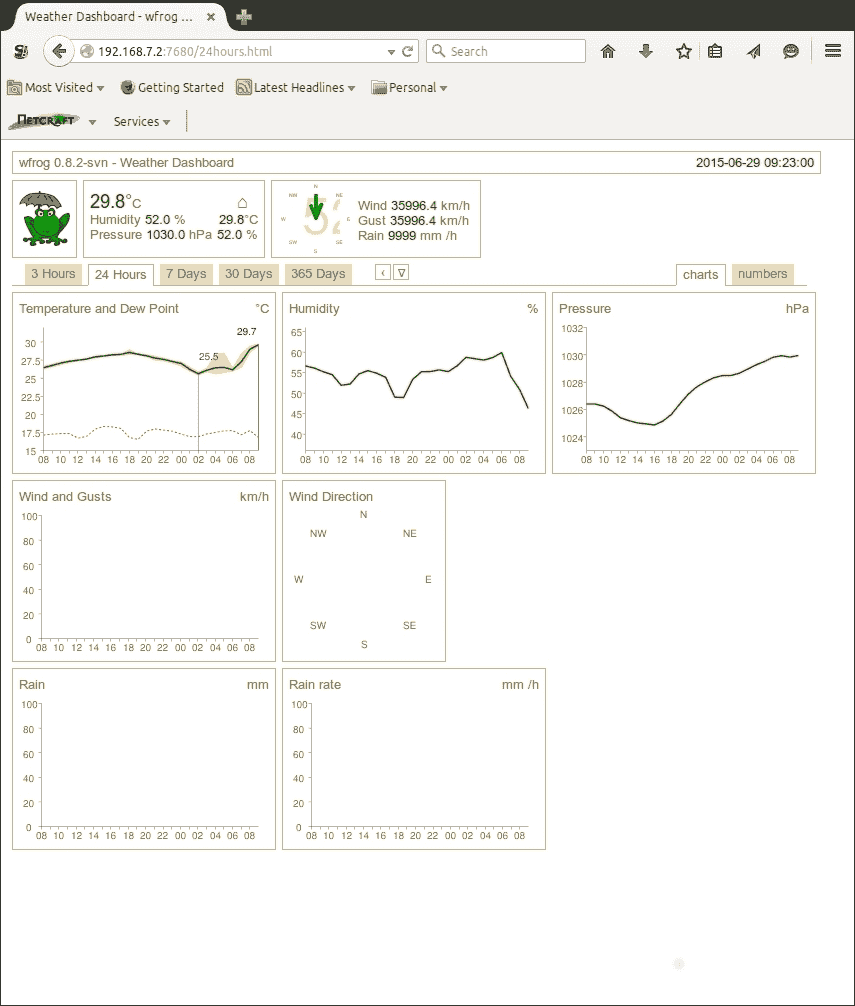 Weather Dashboard - wfrog ...
192.168.7.2:7680/24hours.html
Search
Most Visited
Getting Started
Latest Headlines
Personal
NETCRAFT
Services
wfrog 0.8.2-svn - Weather Dashboard
2015-06-29 09:23:00
29.8°C
Humidity 52.0 % 29.8°C
Pressure 1030.0 hPa 52.0 %
N
NW NE
W E
SW SE
S
Wind 35996.4 km/h
Gust 35996.4 km/h
Rain 9999 mm /h
3 Hours 24 Hours 7 Days 30 Days 365 Days
charts numbers
Temperature and Dew Point °C
29.7
25.5
30
27.5
25
22.5
20
17.5
15
08 10 12 14 16 18 20 22 00 02 04 06 08
Humidity %
65
60
55
50
45
40
08 10 12 14 16 18 20 22 00 02 04 06 08
Pressure hPa
1032
1030
1028
1026
1024
08 10 12 14 16 18 20 22 00 02 04 06 08
Wind and Gusts km/h
100
80
60
40
20
0
08 10 12 14 16 18 20 22 00 02 04 06 08
Wind Direction
N
NW NE
W E
SW SE
S
Rain mm
100
80
60
40
20
0
08 10 12 14 16 18 20 22 00 02 04 06 08
Rain rate mm /h
100
80
60
40
20
0
08 10 12 14 16 18 20 22 00 02 04 06 08